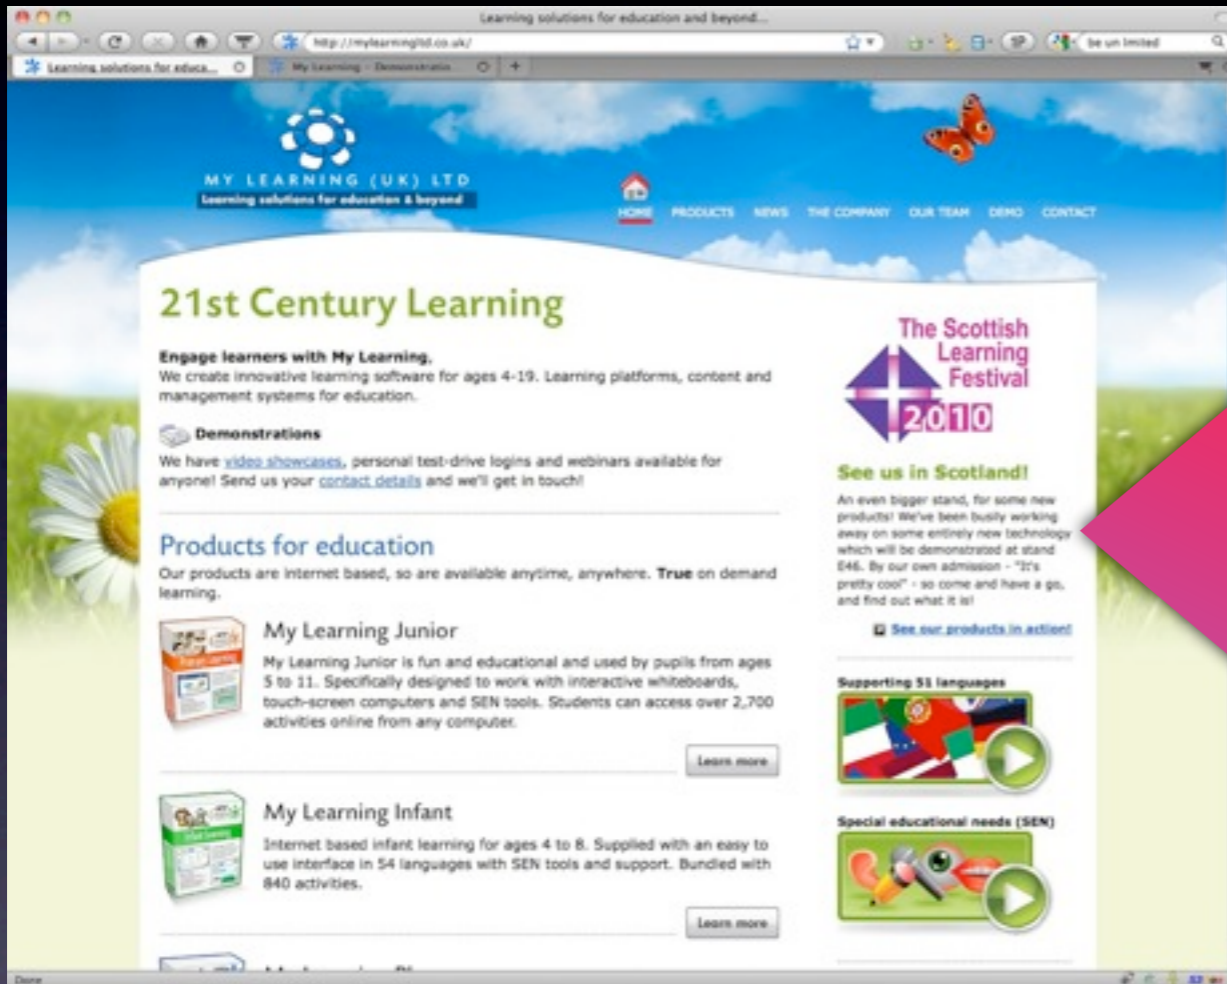 Learning solutions for education and beyond...
http://mylearningltd.co.uk/
be un limited
Learning solutions for educa...
My Learning - Demonstratio...
MY LEARNING (UK) LTD
Learning solutions for education & beyond
HOME PRODUCTS NEWS THE COMPANY OUR TEAM DEMO CONTACT
21st Century Learning
Engage learners with My Learning.
We create innovative learning software for ages 4-19. Learning platforms, content and
management systems for education.
Demonstrations
We have video showcases, personal test-drive logins and webinars available for
anyone! Send us your contact details and we'll get in touch!
Products for education
Our products are internet based, so are available anytime, anywhere. True on demand
learning.
My Learning Junior
My Learning Junior is fun and educational and used by pupils from ages
5 to 11. Specifically designed to work with interactive whiteboards,
touch-screen computers and SEN tools. Students can access over 2,700
activities online from any computer.
Learn more
My Learning Infant
Internet based infant learning for ages 4 to 8. Supplied with an easy to
use interface in 54 languages with SEN tools and support. Bundled with
840 activities.
Learn more
The Scottish
Learning
Festival
2010
See us in Scotland!
An even bigger stand, for some new
products! We've been busily working
away on some entirely new technology
which will be demonstrated at stand
E46. By our own admission - "It's
pretty cool" - so come and have a go,
and find out what it is!
See our products in action!
Supporting 51 languages
Special educational needs (SEN)
Done